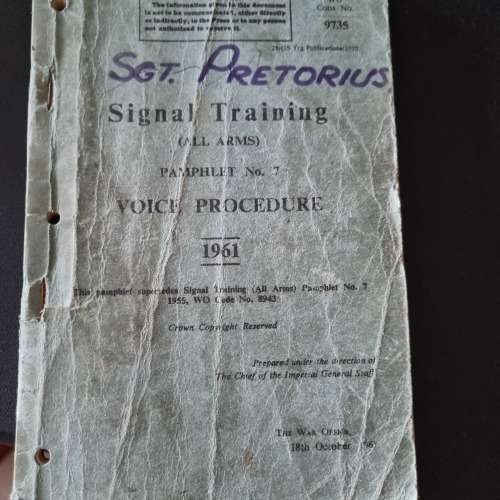 The information given in this document
is not to be communicated, either directly
or indirectly, to the Press or to any person
not authorized to receive it.
Code No.
9735
26/GS Trg Publications/
SGT. PRETORIUS
Signal Training
(ALL ARMS)
PAMPHLET No. 7
VOICE PROCEDURE
1961
This pamphlet supersedes Signal Training (All Arms) Pamphlet No. 7
1955, WO Code No. 8943
Crown Copyright Reserved
Prepared under the direction of
The Chief of the Imperial General Staff
THE WAR OFFICE,
18th October,